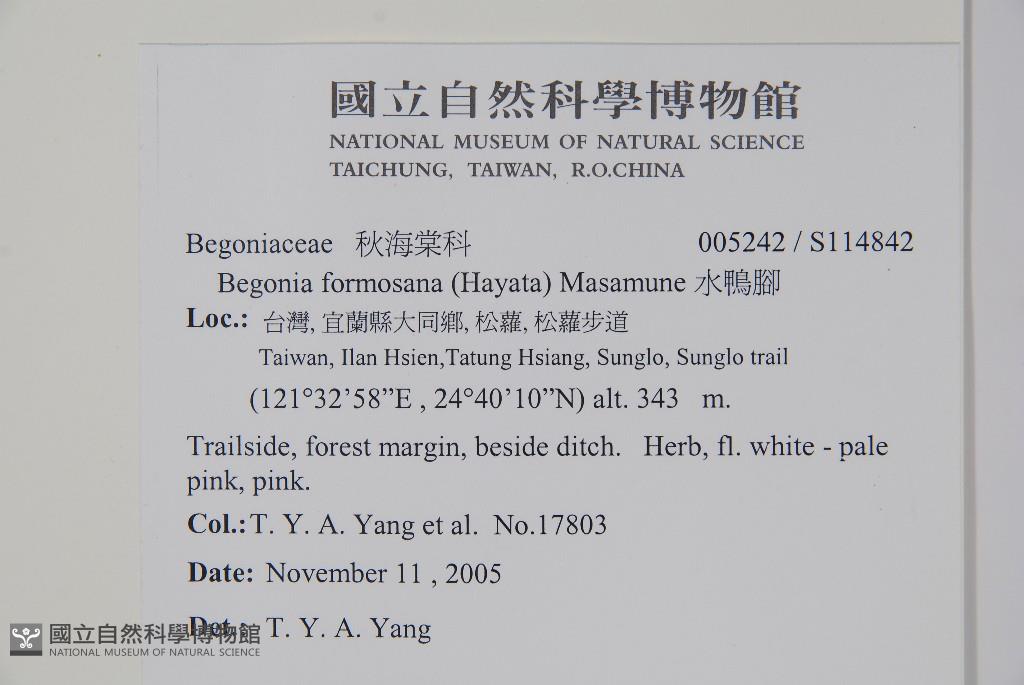 國立自然科學博物館
NATIONAL MUSEUM OF NATURAL SCIENCE
TAICHUNG, TAIWAN, R.O.CHINA
Begoniaceae 秋海棠科 005242 / S114842
Begonia formosana (Hayata) Masamune 水鴨腳
Loc.: 台灣, 宜蘭縣大同鄉, 松蘿, 松蘿步道
Taiwan, Ilan Hsien,Tatung Hsiang, Sunglo, Sunglo trail
(121°32’58”E , 24°40’10”N) alt. 343 m.
Trailside, forest margin, beside ditch. Herb, fl. white - pale
pink, pink.
Col.:T. Y. A. Yang et al. No.17803
Date: November 11 , 2005
Det.: T. Y. A. Yang
國立自然科學博物館
NATIONAL MUSEUM OF NATURAL SCIENCE